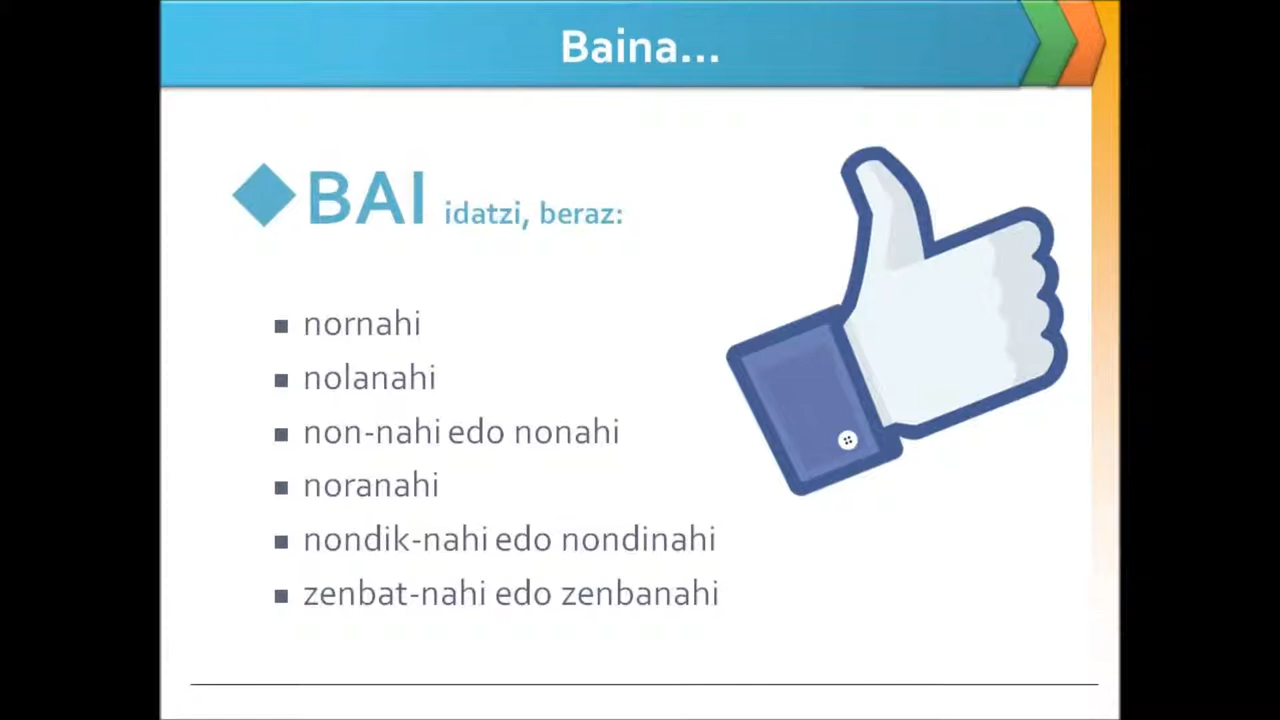 Baina...
BAI idatzi, beraz:
nornahi
nolanahi
non-nahi edo nonahi
noranahi
nondik-nahi edo nondinahi
zenbat-nahi edo zenbanahi